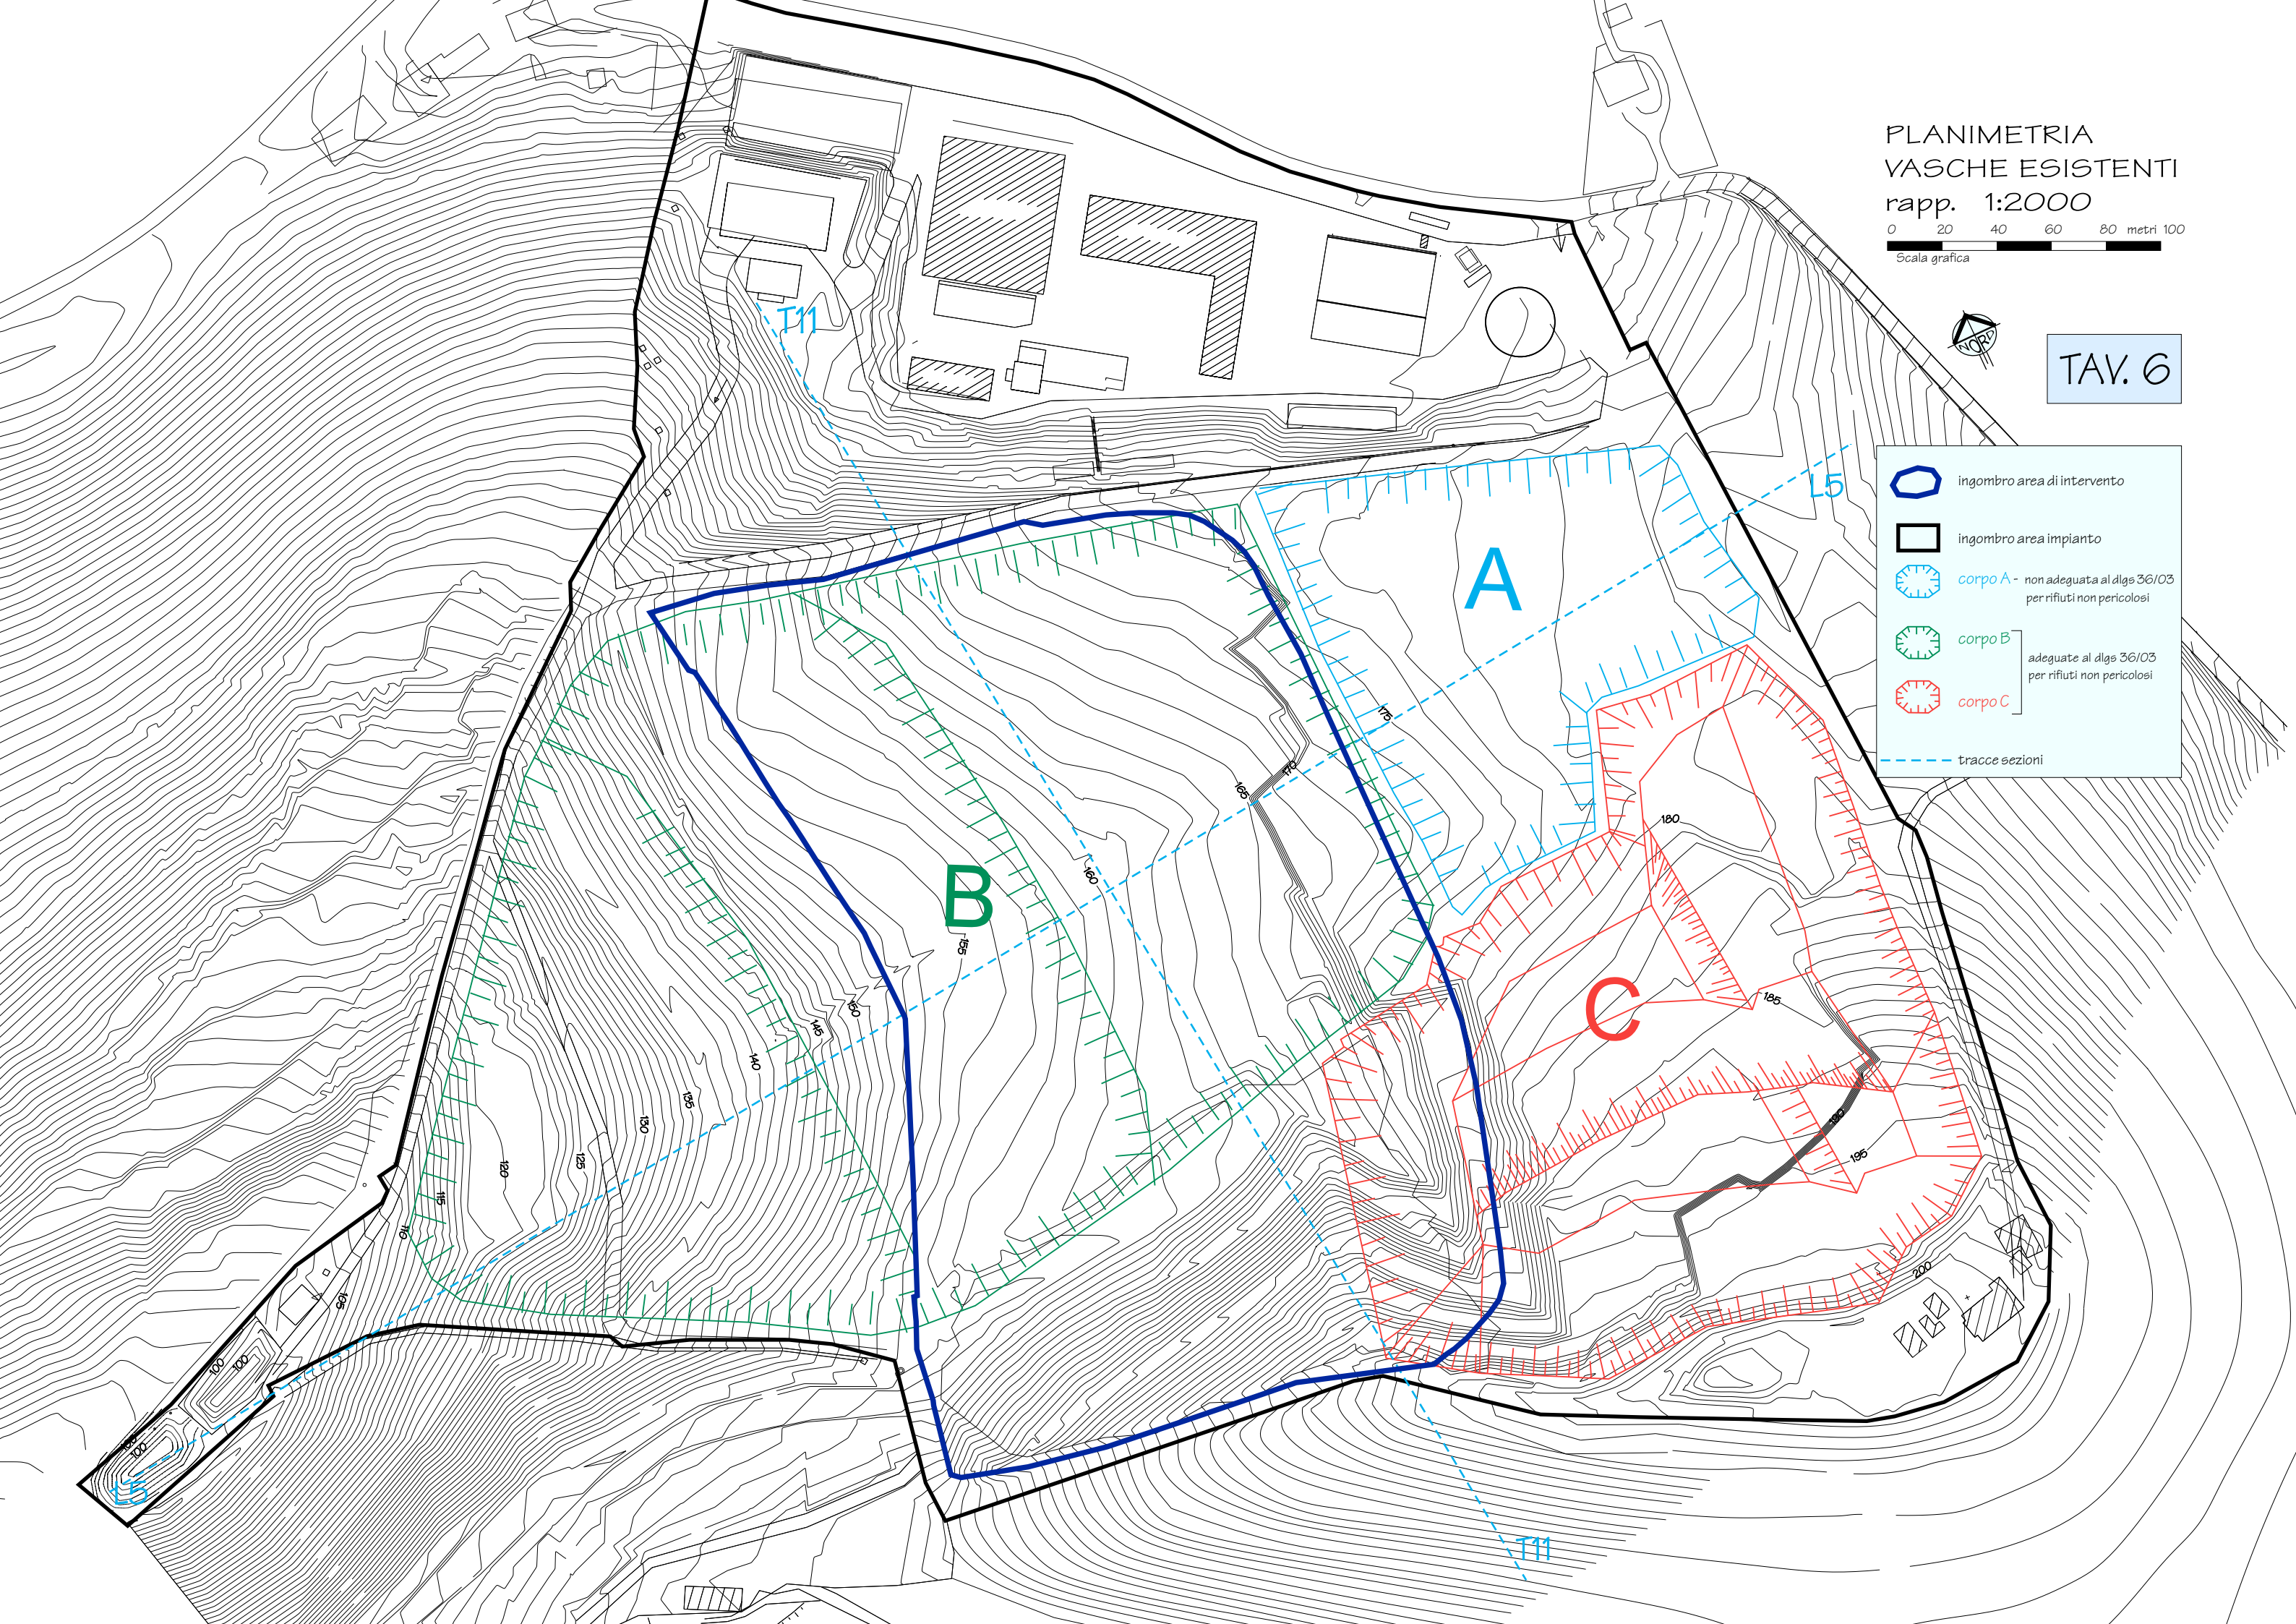 PLANIMETRIA
VASCHE ESISTENTI
rapp. 1:2000
0 20 40 60 80 metri 100
Scala grafica
NORD
TAV. 6
ingombro area di intervento
ingombro area impianto
corpo A - non adeguata al dlgs 36/03
per rifiuti non pericolosi
corpo B
adeguate al dlgs 36/03
per rifiuti non pericolosi
corpo C
tracce sezioni
T11
L5
A
175
170
165
180
B
160
155
C
185
150
145
140
135
130
125
120
115
110
190
195
200
105
100
100
100
L5
T11